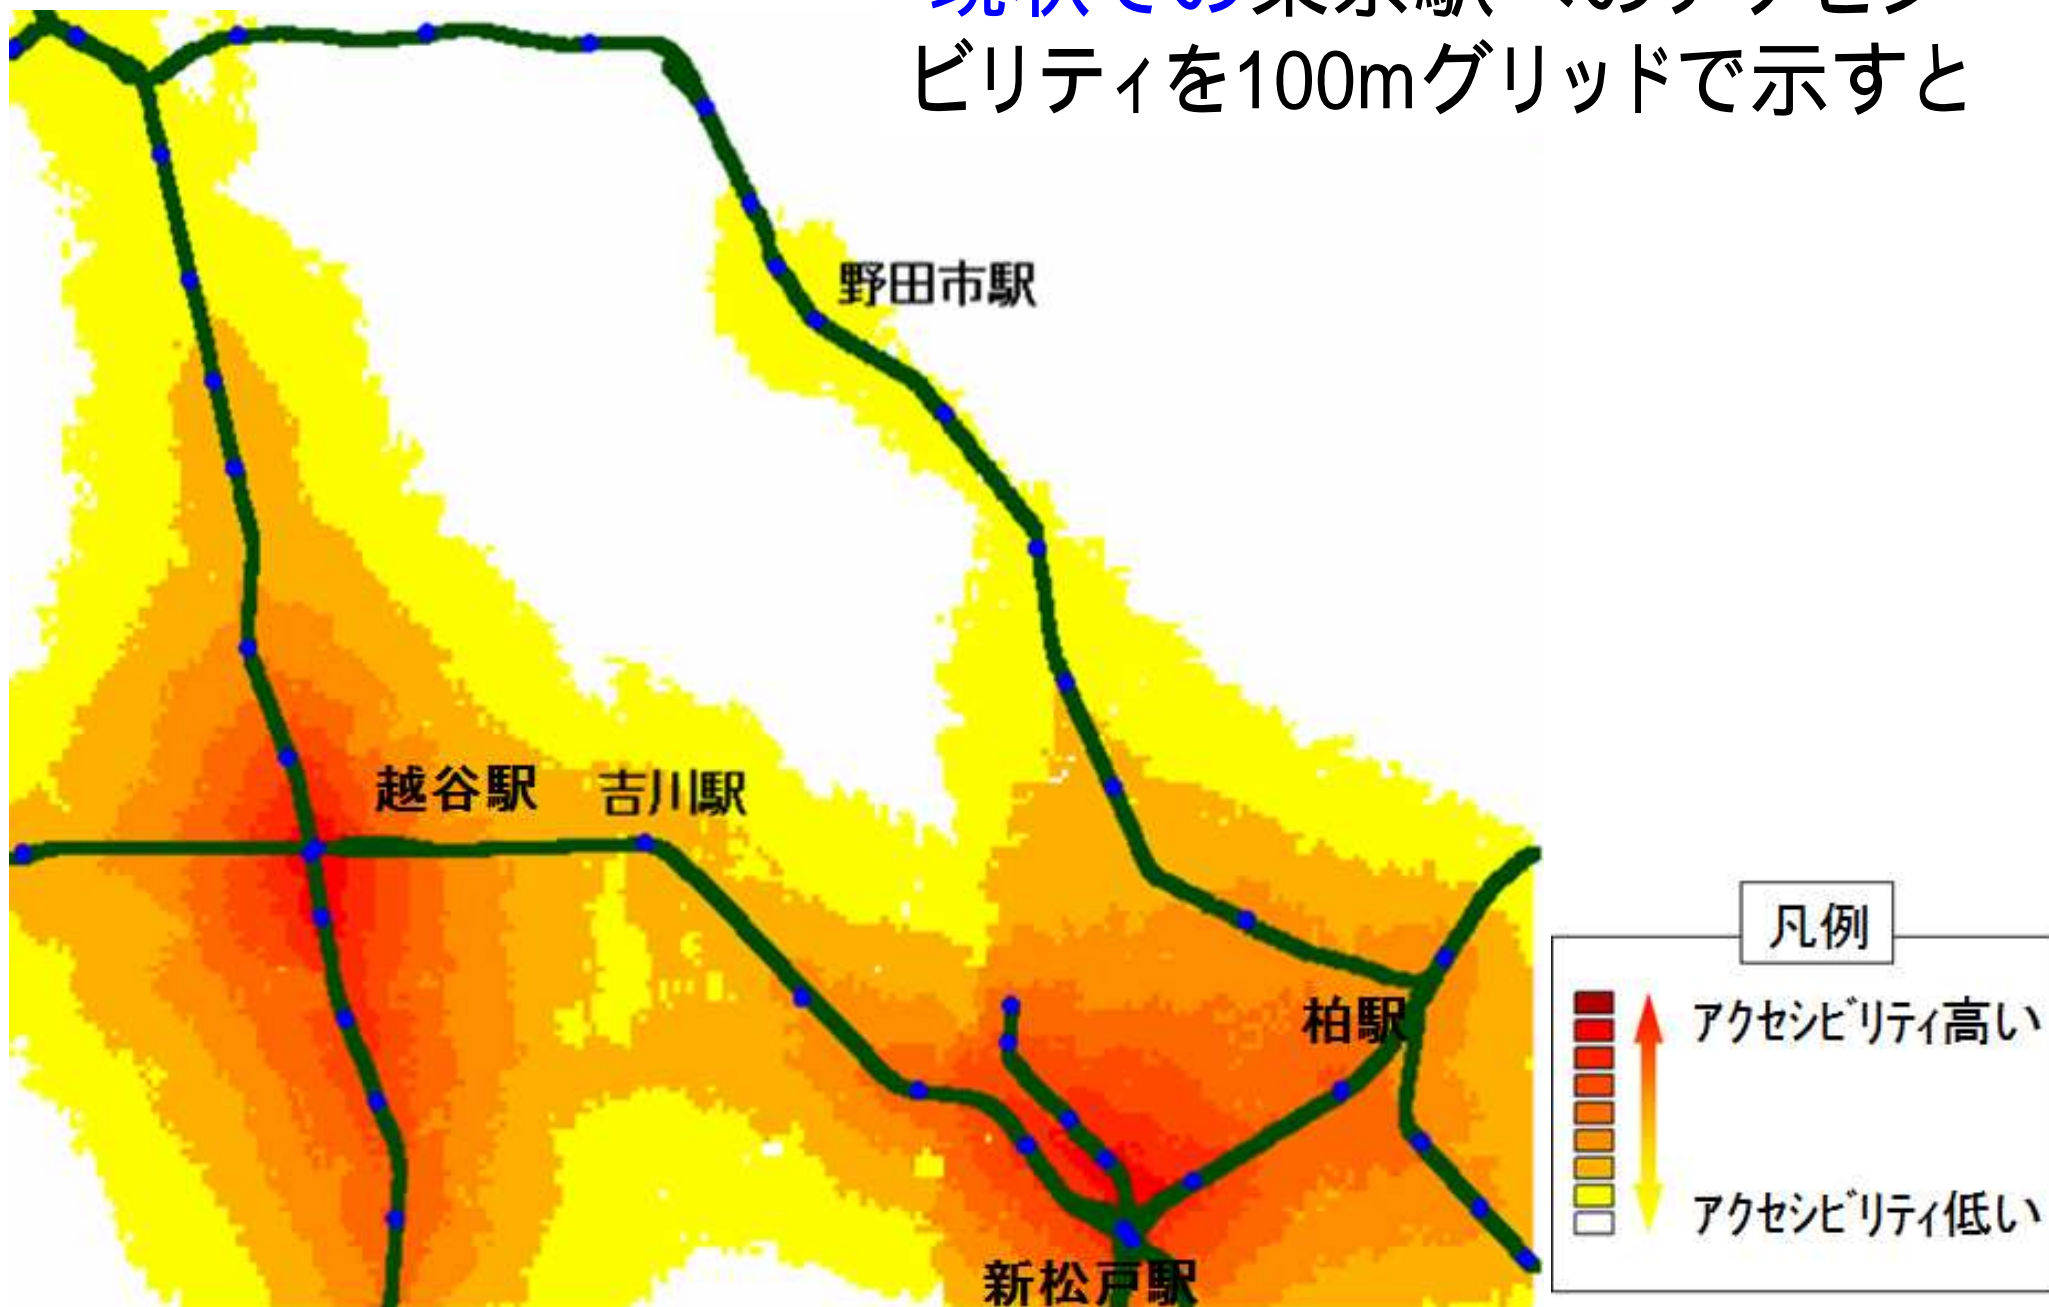 ビリティを100mグリッドで示すと
野田市駅
越谷駅
吉川駅
柏駅
新松戸駅
凡例
アクセシビリティ高い
アクセシビリティ低い